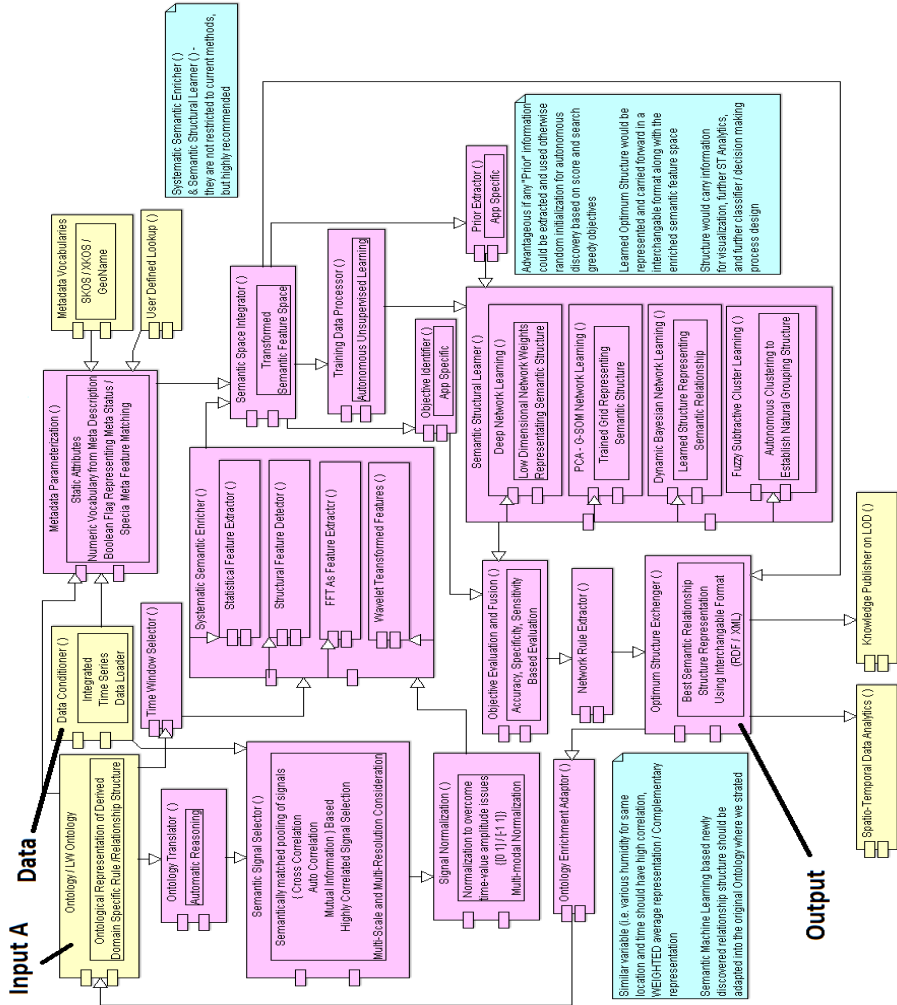 Input A
Data
Output
Ontology / LW Ontology
Ontological Representation of Derived
Domain Specific Rule /Relationship Structure
Data Conditioner ( )
Integrated
Time Series
Data Loader
Metadata Parameterization ( )
Static Attributes
Numeric Vocabulary from Meta Description
Boolean Flag Representing Meta Status /
Specia Meta Feature Matching
Metadata Vocabularies
SKOS / XKOS /
GeoName
User Defined Lookup ( )
Systematic Semantic Enricher ( )
& Semantic Structural Learner ( ) -
they are not restricted to current methods,
but highly recommended
Ontology Translator ( )
Automatic Reasoning
Time Window Selector ( )
Semantic Signal Selector ( )
Semantically matched pooling of signals
{ Cross Correlation
Auto Correlation
Mutual Information } Based
Highly Correlated Signal Selection
Multi-Scale and Multi-Resolution Consideration
Systematic Semantic Enricher ( )
Statistical Feature Extractor ( )
Structural Feature Detector ( )
FFT As Feature Extractor ( )
Wavelet Teansformed Features ( )
Semantic Space Integrator ( )
Transformed
Semantic Feature Space
Training Data Processor ( )
Autonomous Unsupervised Learning
Objective Identifier ( )
App Specific
Prior Extractor ( )
App Specific
Advantageous if any "Prior" information
could be extracted and used otherwise
random initialization for autonomous
discovery based on score and search
greedy objectives
Learned Optimum Structure would be
represented and carried forward in a
interchangable format along with the
enriched semantic feature space
Structure would carry information
for visualization, further ST Analytics,
and further classifier / decision making
process design
Signal Normalization ( )
Normalization to overcome
time-value amplitude issues
{[0 1] / [-1 1]}
Multi-modal Normalization
Semantic Structural Learner ( )
Deep Network Learning ( )
Low Dimensional Network Weights
Representating Semantic Structure
PCA - G-SOM Network Learning ( )
Trained Grid Representing
Semantic Structure
Dynamic Bayesian Network Learning ( )
Learned Structure Representing
Semantic Relationship
Fuzzy Subtractive Cluster Learning ( )
Autonomous Clustering to
Establish Natural Grouping Structure
Objective Evaluation and Fusion ( )
Accuracy, Specificity, Sensitivity
Based Evaluation
Network Rule Extractor ( )
Ontology Enrichment Adaptor ( )
Optimum Structure Exchenger ( )
Best Semantic Relationship
Structure Representation
Using Interchangable Format
(RDF / XML)
Similar variable (i.e. various humidity for same
location and time should have high correlation,
WEIGHTED average representation / Complementary
representation
Semantic Machine Learning based newly
discovered relationship structure should be
adapted into the original Ontology where we strated
Spatio-Temporal Data Analytics ( )
Knowledge Publisher on LOD ( )